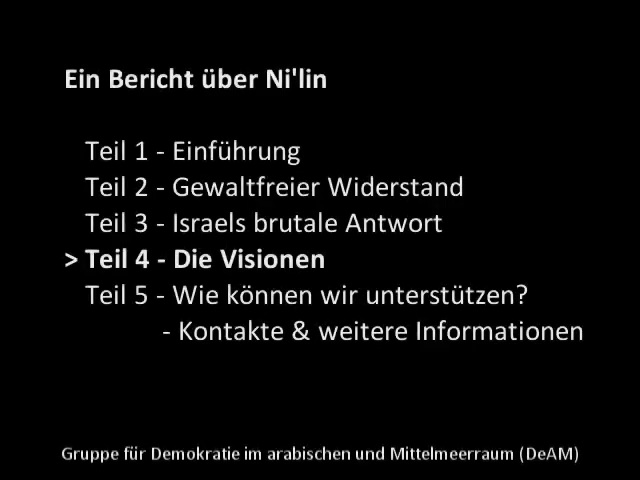 Ein Bericht über Ni'lin
Teil 1 - Einführung
Teil 2 - Gewaltfreier Widerstand
Teil 3 - Israels brutale Antwort
> Teil 4 - Die Visionen
Teil 5 - Wie können wir unterstützen?
- Kontakte & weitere Informationen
Gruppe für Demokratie im arabischen und Mittelmeerraum (DeAM)